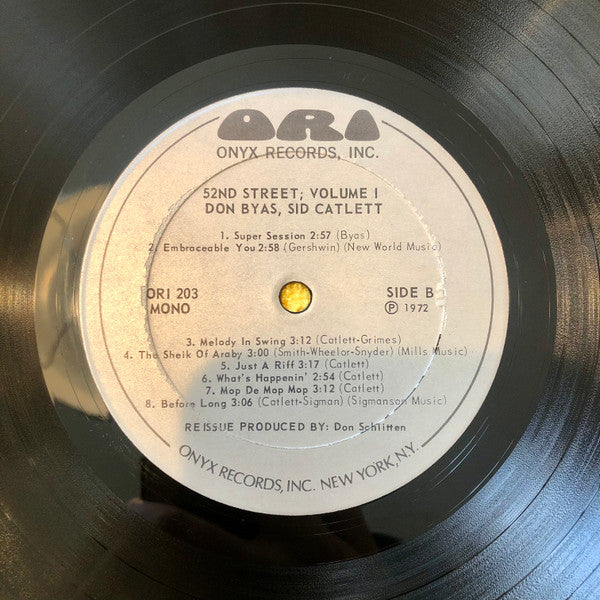 ORI
ONYX RECORDS, INC.
52ND STREET; VOLUME I
DON BYAS, SID CATLETT
1. Super Session 2:57 (Byas)
2. Embraceable You 2:58 (Gershwin) (New World Music)
ORI 203
MONO
SIDE B
Ⓟ 1972
3. Melody In Swing 3:12 (Catlett-Grimes)
4. The Sheik Of Araby 3:00 (Smith-Wheelor-Snyder) (Mills Music)
5. Just A Riff 3:17 (Catlett)
6. What's Happenin' 2:54 (Catlett)
7. Mop De Mop Mop 3:12 (Catlett)
8. Before Long 3:06 (Catlett-Sigman) (Sigmanson Music)
REISSUE PRODUCED BY: Don Schlitten
ONYX RECORDS, INC. NEW YORK, N.Y.